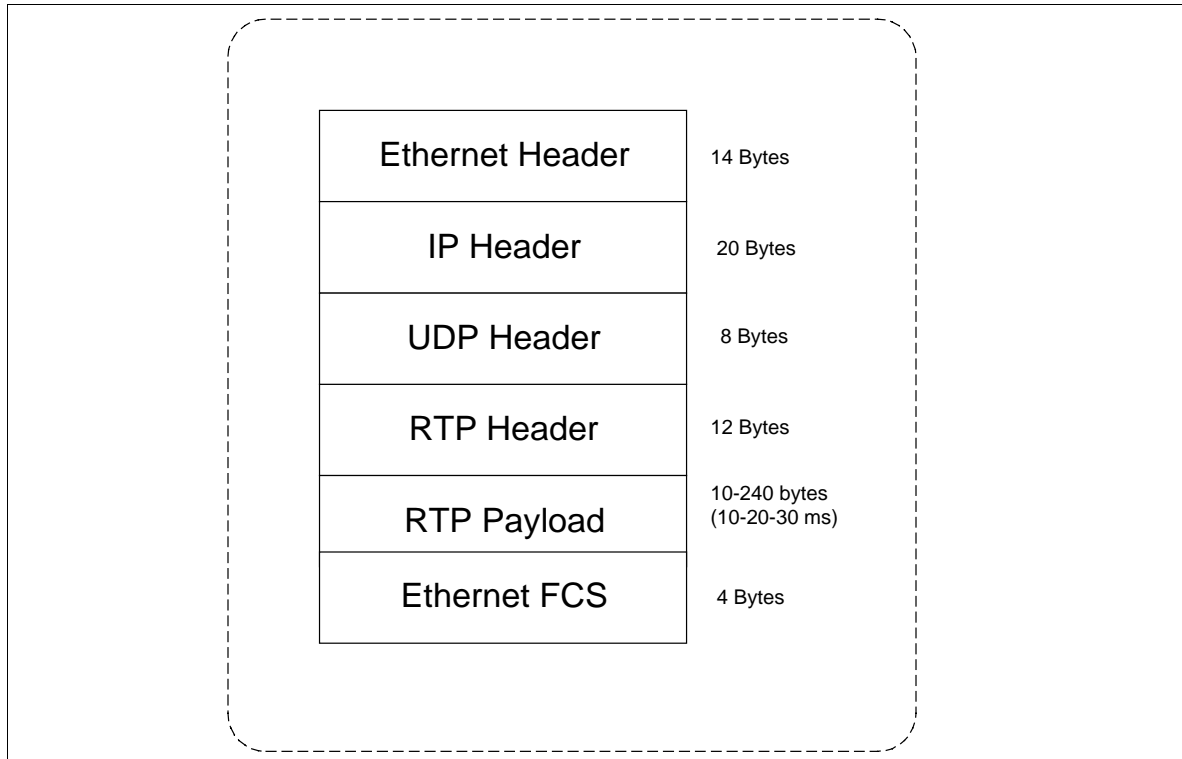 Ethernet Header
14 Bytes
IP Header
20 Bytes
UDP Header
8 Bytes
RTP Header
12 Bytes
RTP Payload
10-240 bytes
(10-20-30 ms)
Ethernet FCS
4 Bytes